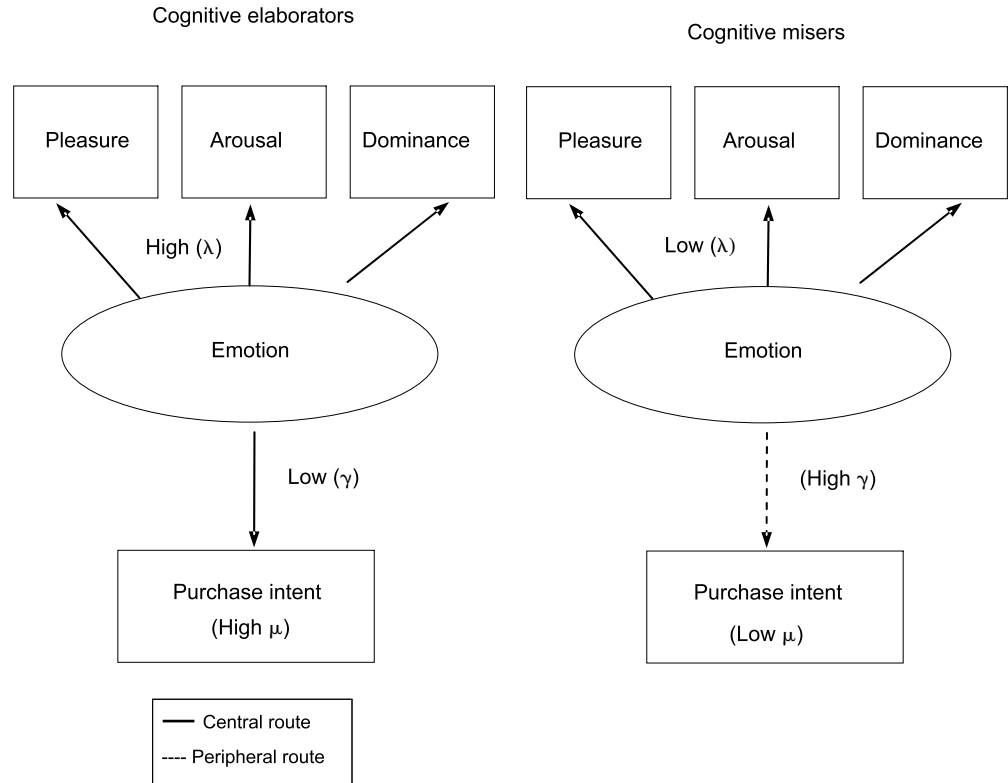 Cognitive elaborators
Cognitive misers
Pleasure
Arousal
Dominance
Pleasure
Arousal
Dominance
High (λ)
Low (λ)
Emotion
Emotion
Low (γ)
(High γ)
Purchase intent
(High μ)
Purchase intent
(Low μ)
Central route
Peripheral route